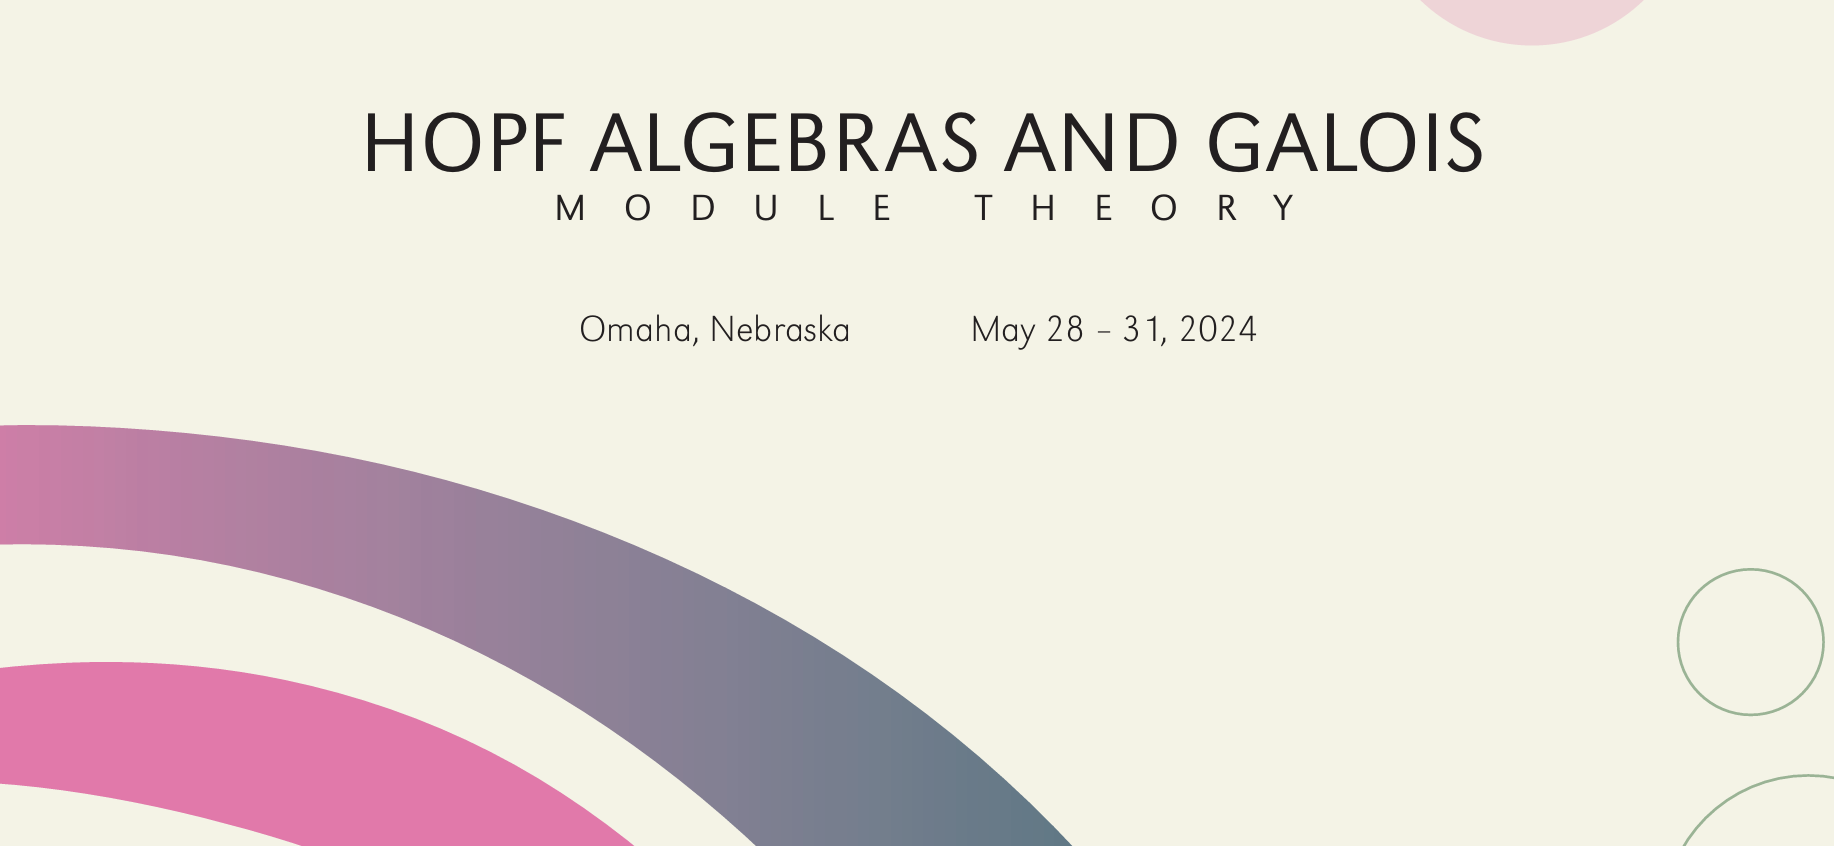 HOPF ALGEBRAS AND GALOIS
MODULE THEORY
Omaha, Nebraska May 28 – 31, 2024